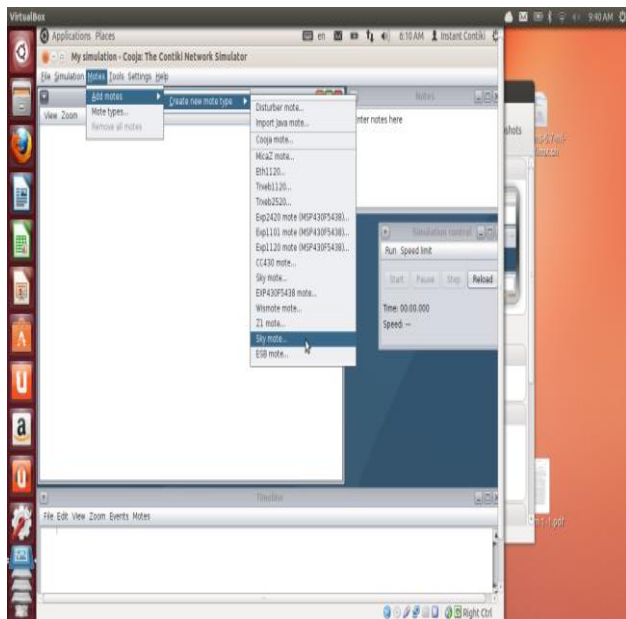 VirtualBox
9:40 AM
Applications Places
en
6:10 AM
Instant Contiki
My simulation - Cooja: The Contiki Network Simulator
File Simulation Motes Tools Settings Help
Add motes
Create new mote type
Mote types...
Remove all motes
View Zoom
Disturber mote...
Import Java mote...
Cooja mote...
MicaZ mote...
Eth1120...
Trxeb1120...
Trxeb2520...
Exp2420 mote (MSP430F5438)...
Exp1101 mote (MSP430F5438)...
Exp1120 mote (MSP430F5438)...
CC430 mote...
Sky mote...
EXP430F5438 mote...
Wismote mote...
Z1 mote...
Sky mote...
ESB mote...
Notes
nter notes here
shots
Simulation control
Run Speed limit
Start Pause Step Reload
Time: 00:00.000
Speed: ---
Timeline
File Edit View Zoom Events Motes
Right Ctrl